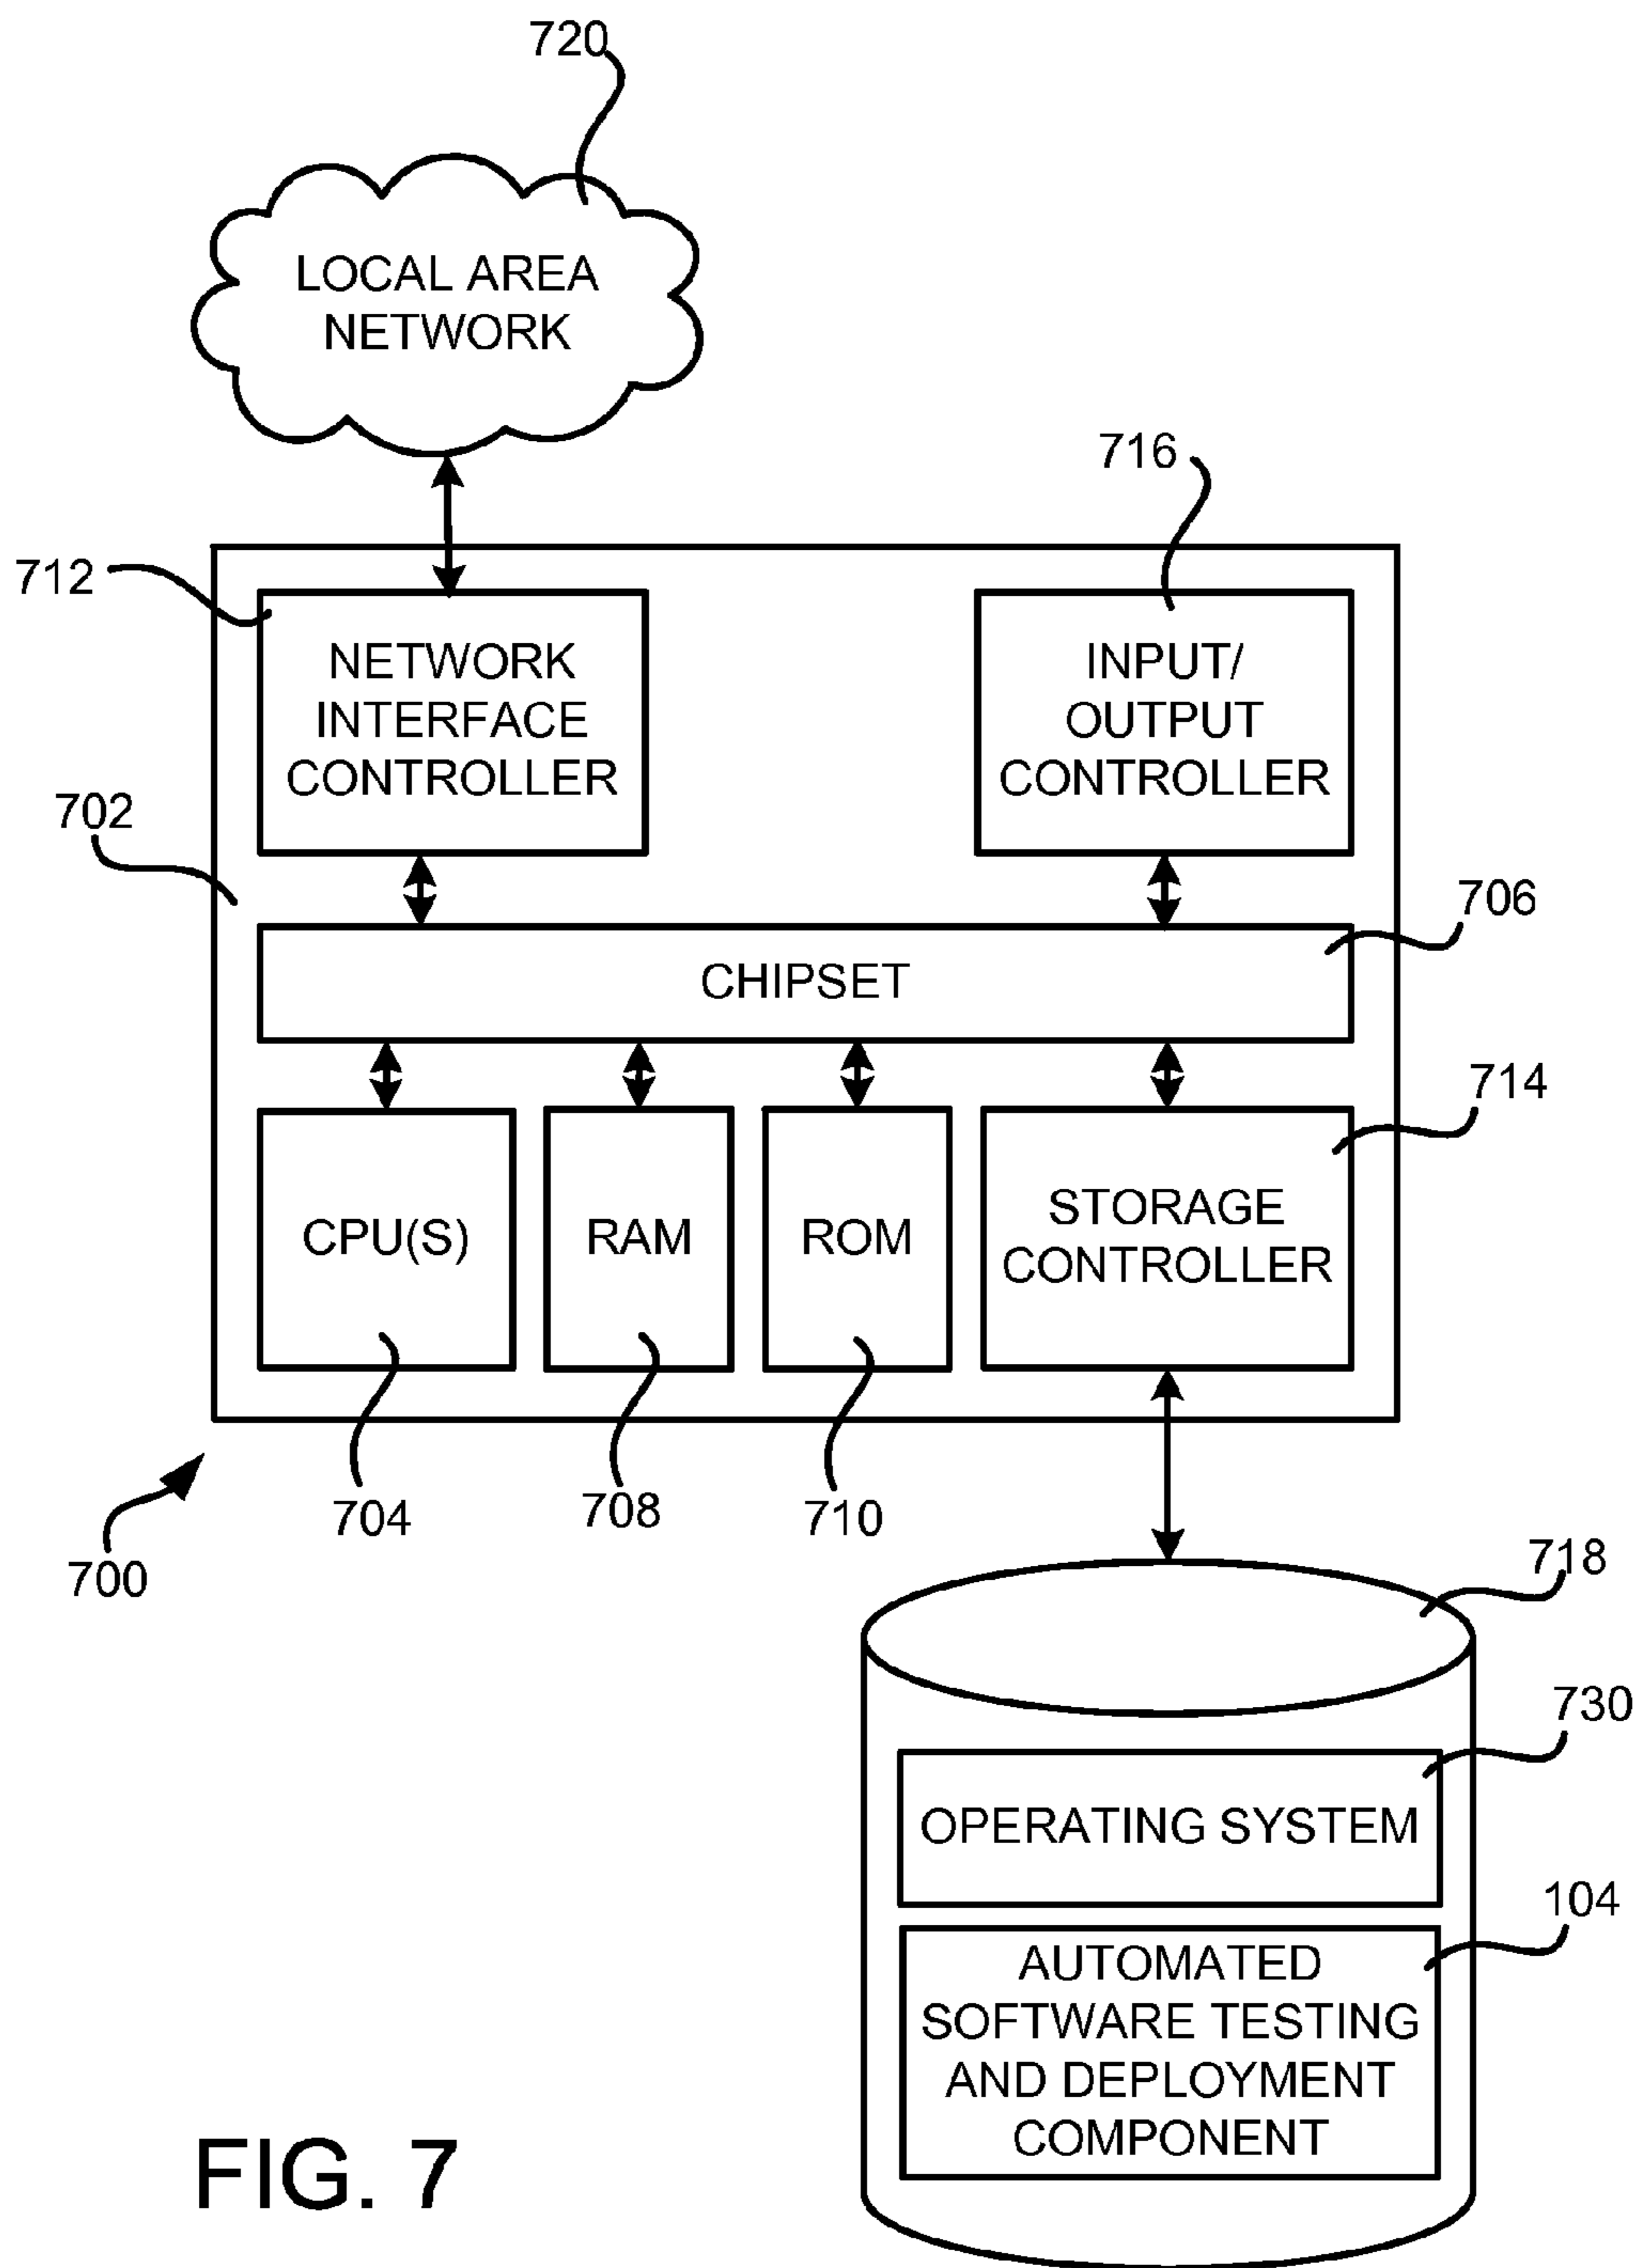 720
LOCAL AREA
NETWORK
716
712
NETWORK
INTERFACE
CONTROLLER
INPUT/
OUTPUT
CONTROLLER
702
706
CHIPSET
714
CPU(S)
RAM
ROM
STORAGE
CONTROLLER
704
708
710
700
718
730
OPERATING SYSTEM
104
AUTOMATED
SOFTWARE TESTING
AND DEPLOYMENT
COMPONENT
FIG. 7